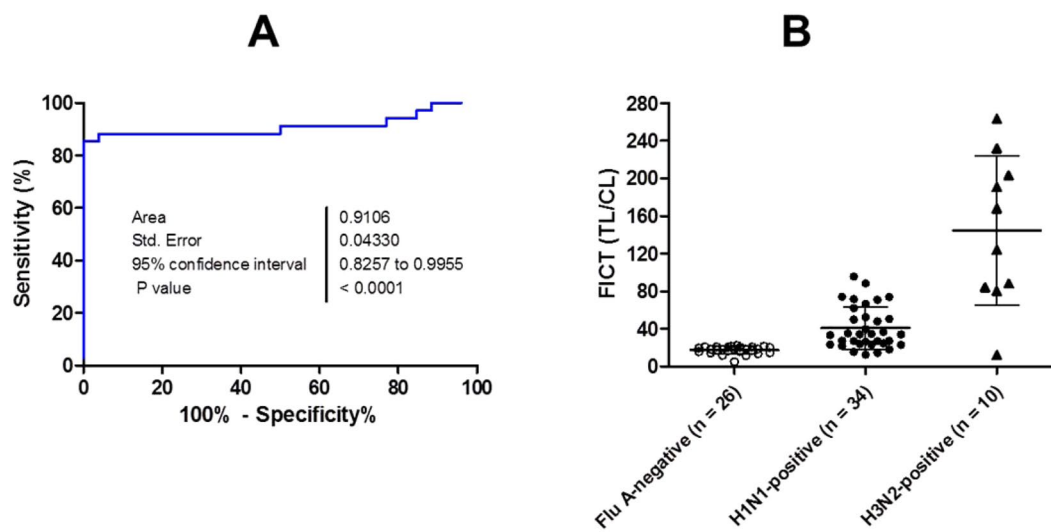 A
Sensitivity (%)
100
80
60
40
20
0
Area 0.9106
Std. Error 0.04330
95% confidence interval 0.8257 to 0.9955
P value < 0.0001
0 20 40 60 80 100
100% - Specificity%
B
FICT (TL/CL)
280
240
200
160
120
80
40
0
Flu A-negative (n = 26)
H1N1-positive (n = 34)
H3N2-positive (n = 10)